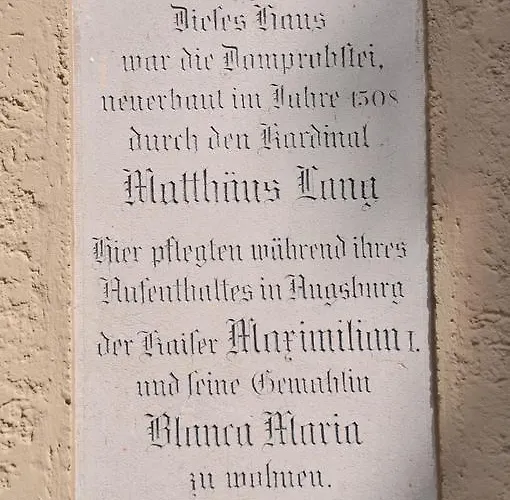 Dieses Haus
war die Domprobstei,
neuerbaut im Jahre 1508
durch den Kardinal
Matthäus Lang
Hier pflegten während ihres
Aufenthaltes in Augsburg
der Kaiser Maximilian I.
und seine Gemahlin
Blanca Maria
zu wohnen.